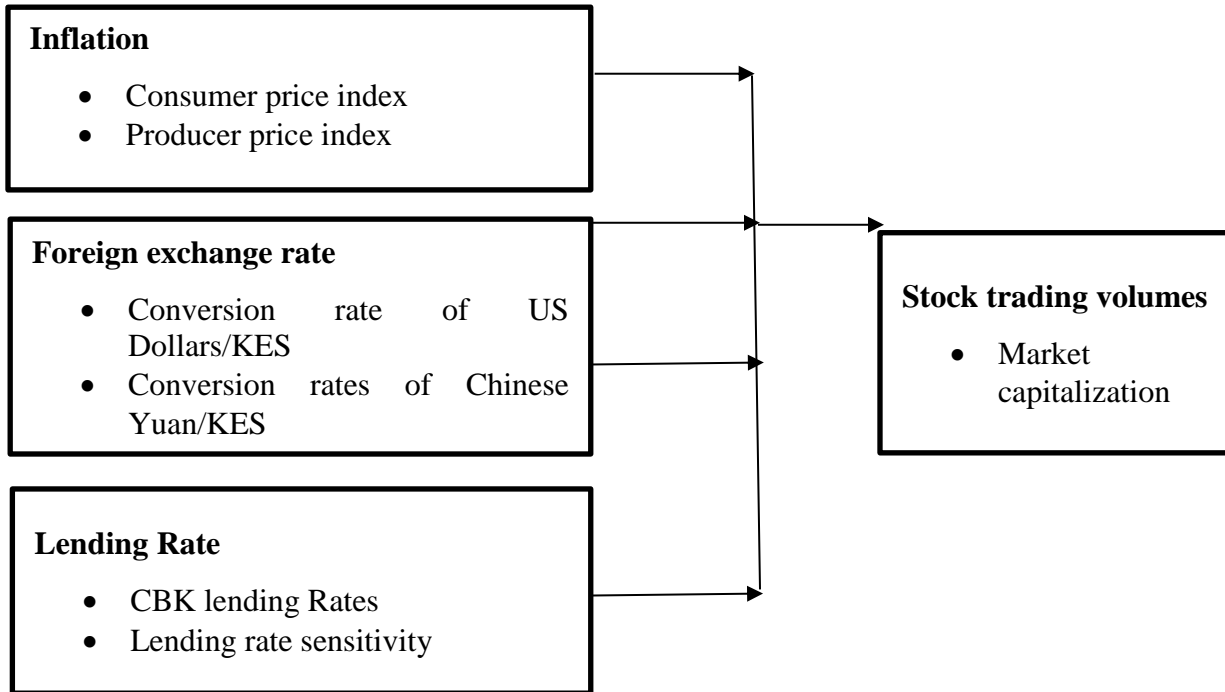 Inflation
• Consumer price index
• Producer price index
Foreign exchange rate
• Conversion rate of US
Dollars/KES
• Conversion rates of Chinese
Yuan/KES
Stock trading volumes
• Market
capitalization
Lending Rate
• CBK lending Rates
• Lending rate sensitivity